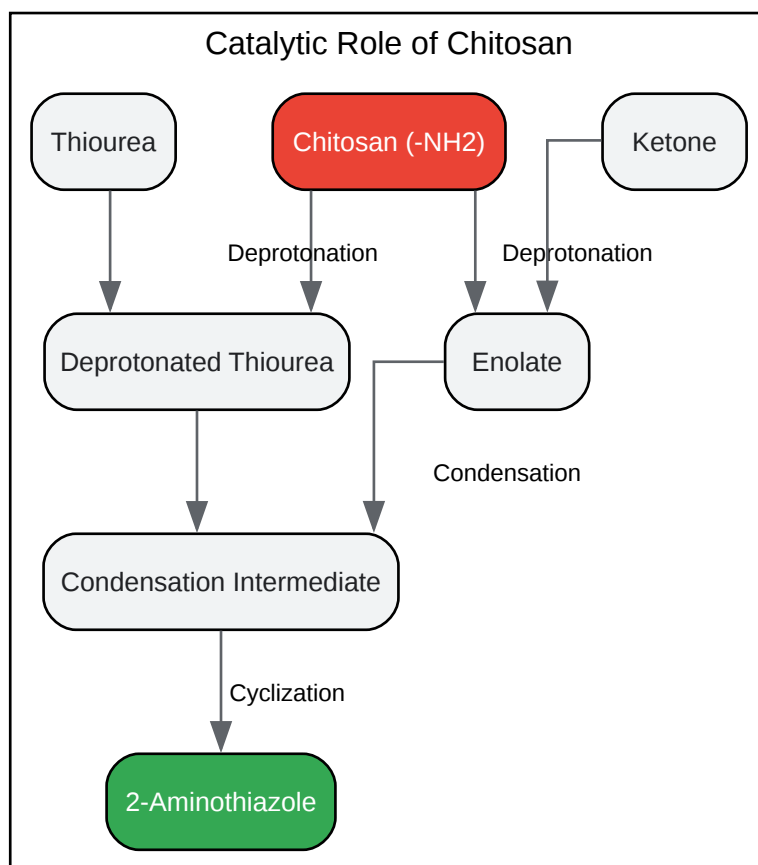 Catalytic Role of Chitosan
Thiourea
Chitosan (-NH2)
Ketone
Deprotonation
Deprotonation
Deprotonated Thiourea
Enolate
Condensation
Condensation Intermediate
Cyclization
2-Aminothiazole